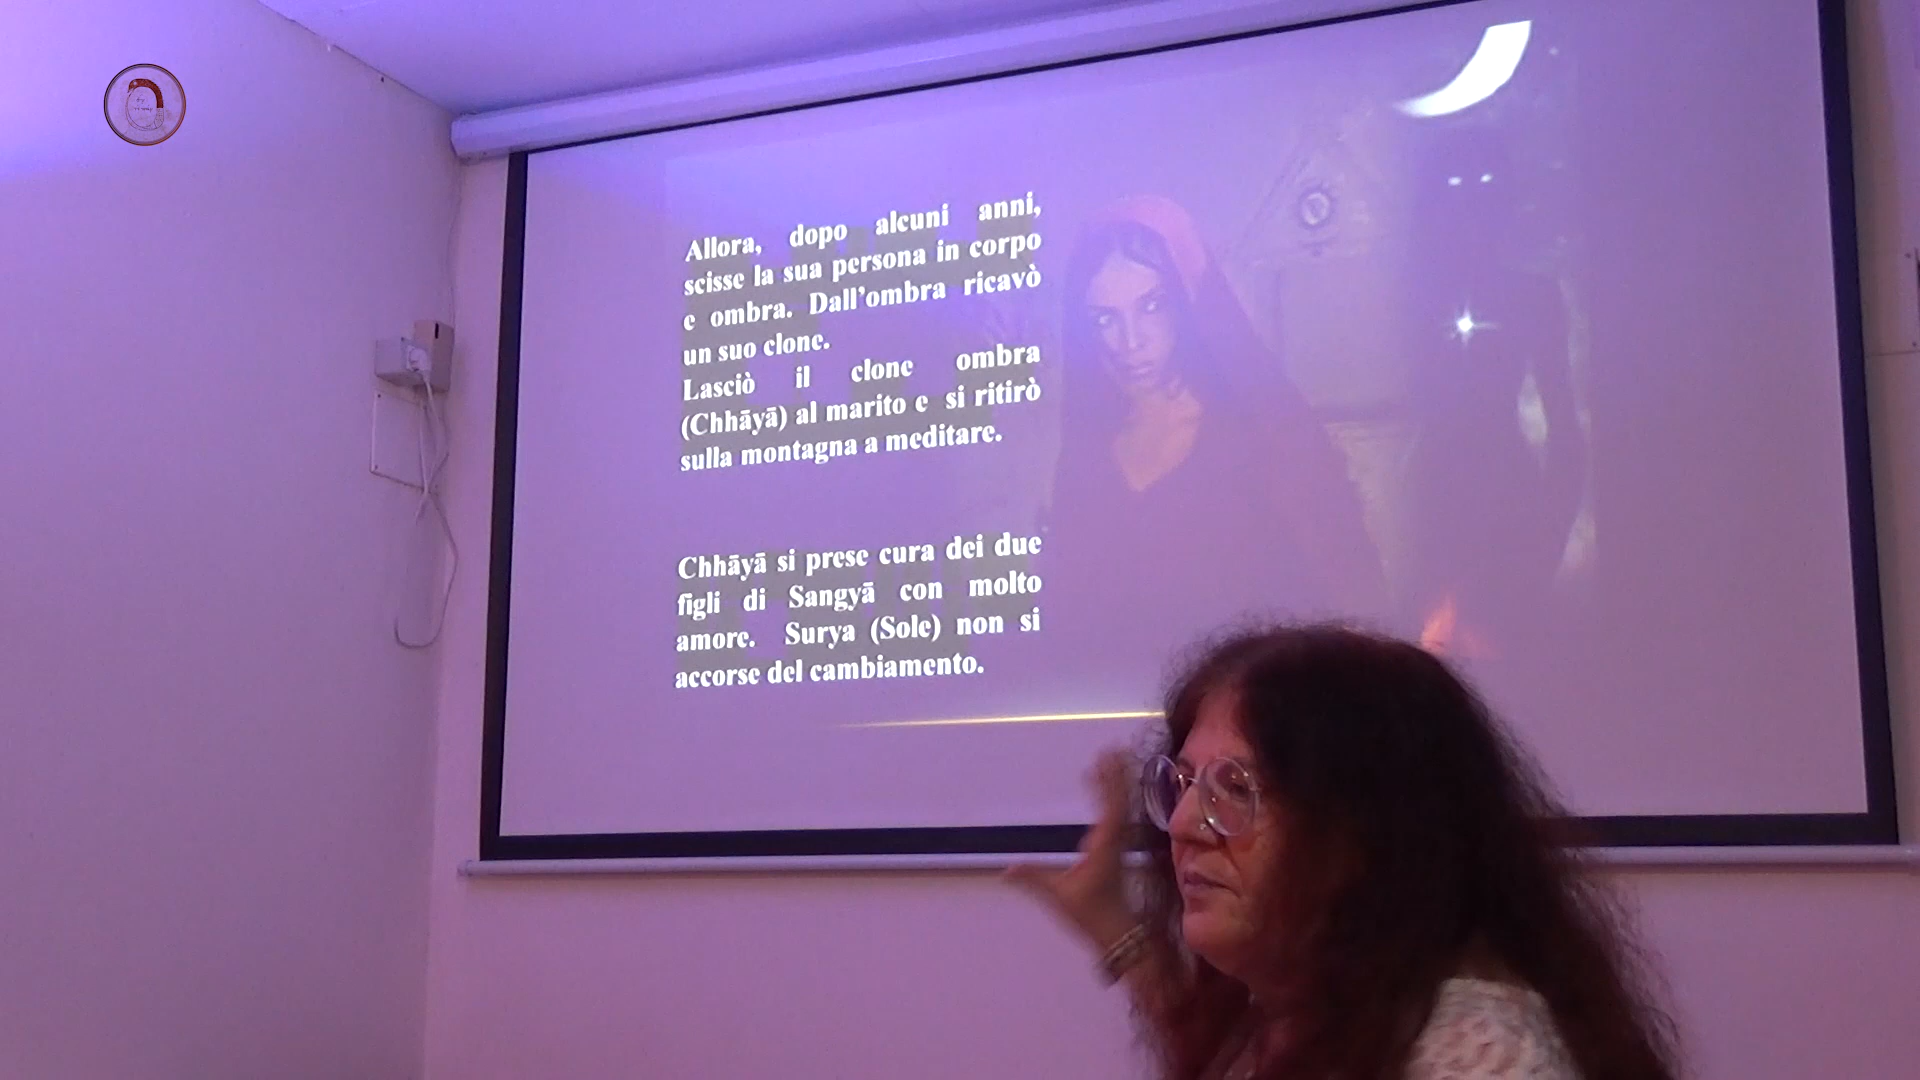 Allora, dopo alcuni anni,
scisse la sua persona in corpo
e ombra. Dall’ombra ricavò
un suo clone.
Lasciò il clone ombra
(Chhāyā) al marito e si ritirò
sulla montagna a meditare.
Chhāyā si prese cura dei due
figli di Sangyā con molto
amore. Surya (Sole) non si
accorse del cambiamento.